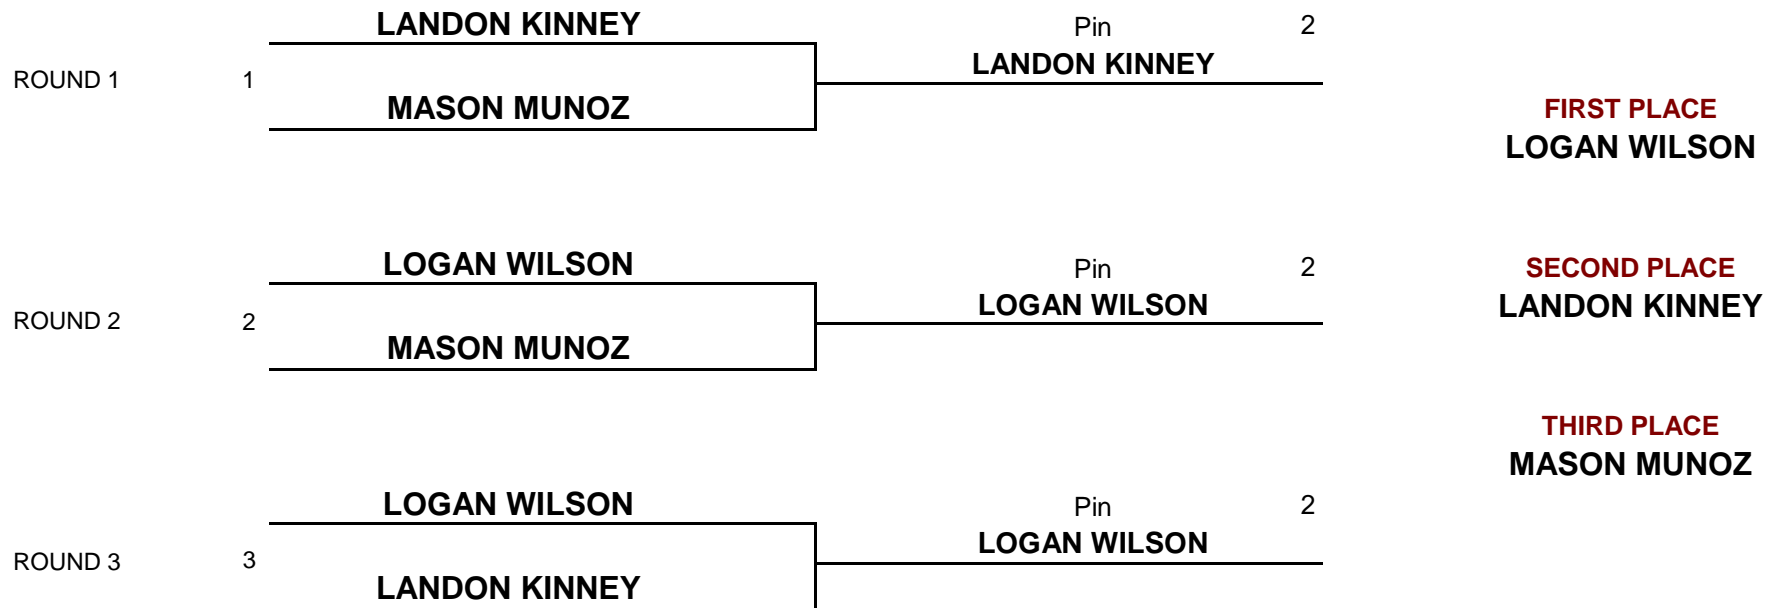 LANDON KINNEY
Pin 2
ROUND 1 1
LANDON KINNEY
MASON MUNOZ
FIRST PLACE
LOGAN WILSON
LOGAN WILSON
Pin 2
SECOND PLACE
ROUND 2 2
LOGAN WILSON
LANDON KINNEY
MASON MUNOZ
THIRD PLACE
MASON MUNOZ
LOGAN WILSON
Pin 2
ROUND 3 3
LOGAN WILSON
LANDON KINNEY